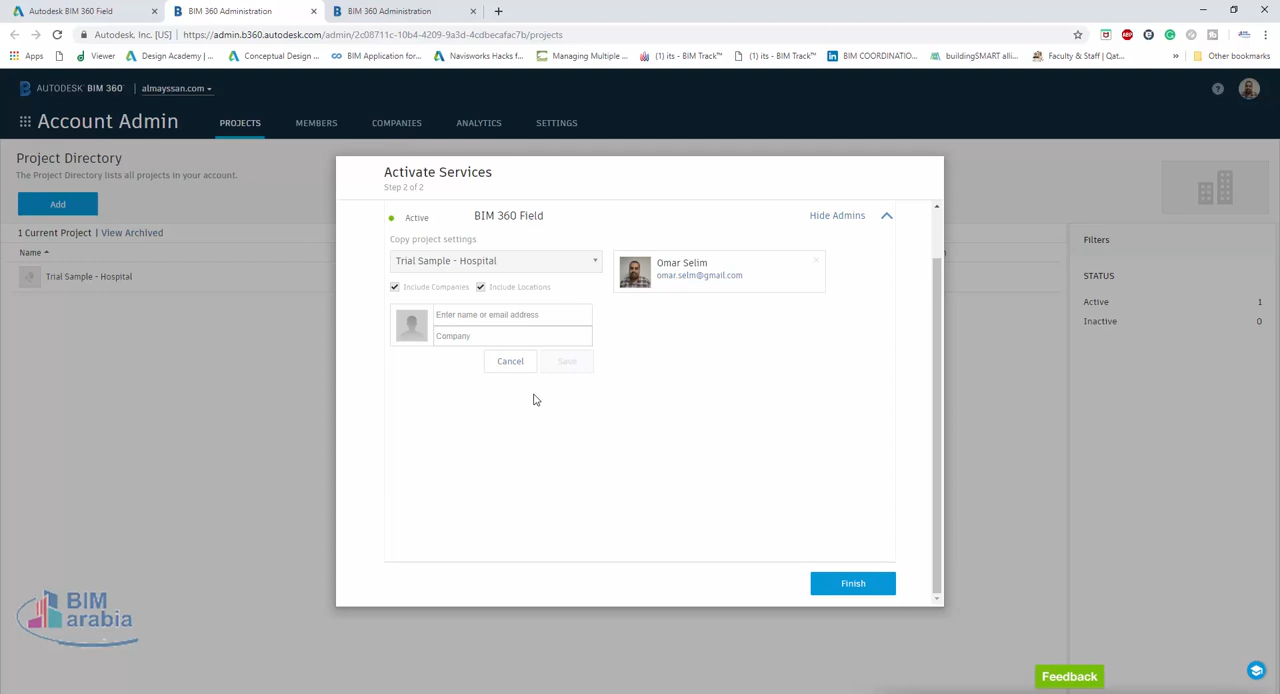 Autodesk BIM 360 Field
BIM 360 Administration
BIM 360 Administration
Autodesk, Inc. [US] https://admin.b360.autodesk.com/admin/2c08711c-10b4-4209-9a3d-4cdbecafac7b/projects
Apps Viewer Design Academy | ... Conceptual Design ... BIM Application for... Navisworks Hacks f... Managing Multiple ... (1) its - BIM Track™ (1) its - BIM Track™ BIM COORDINATIO... buildingSMART alli... Faculty & Staff | Qat... » Other bookmarks
AUTODESK® BIM 360° almayssan.com
Account Admin PROJECTS MEMBERS COMPANIES ANALYTICS SETTINGS
Project Directory
The Project Directory lists all projects in your account.
Add
1 Current Project | View Archived
Name
Trial Sample - Hospital
Activate Services
Step 2 of 2
Active BIM 360 Field Hide Admins
Copy project settings
Trial Sample - Hospital
Include Companies Include Locations
Omar Selim
omar.selm@gmail.com
Enter name or email address
Company
Cancel Save
Finish
Filters
STATUS
Active 1
Inactive 0
BIM
arabia
Feedback